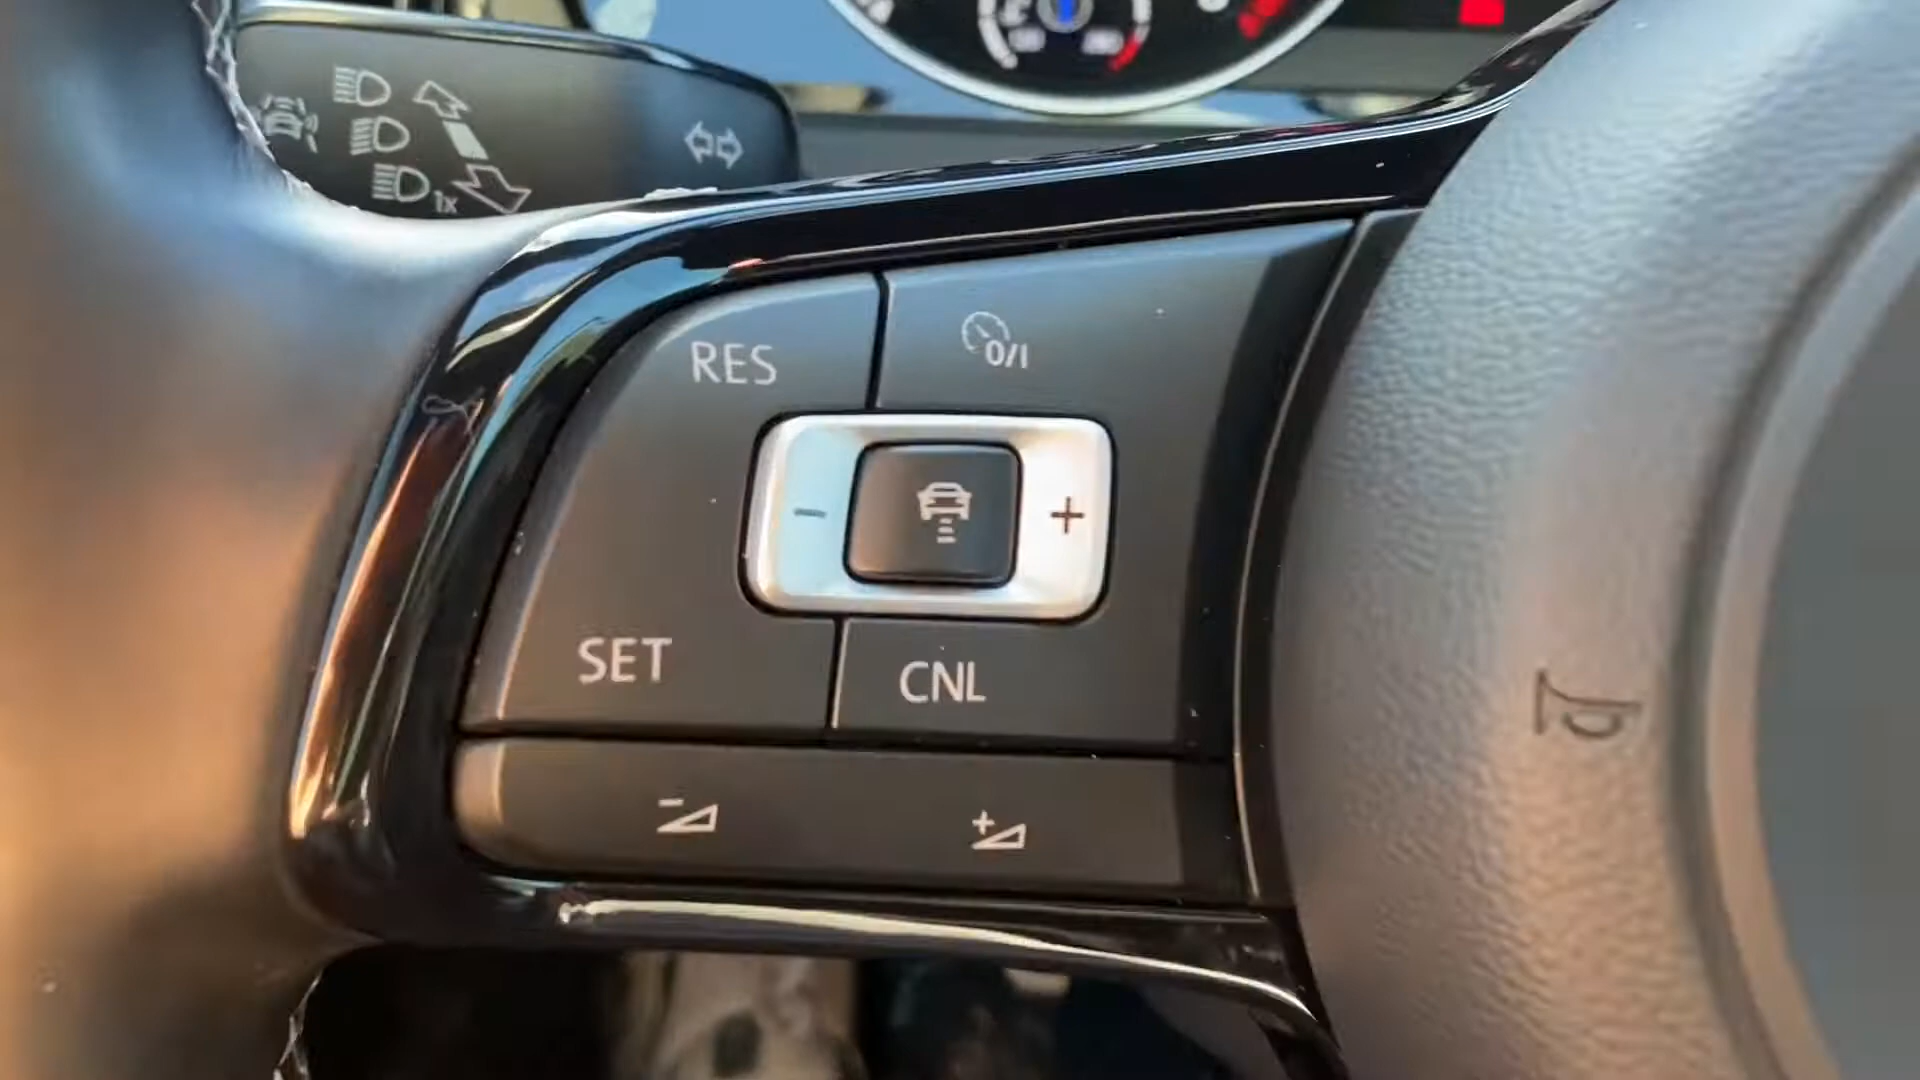 1x
RES
0/I
- +
SET
CNL
-
+